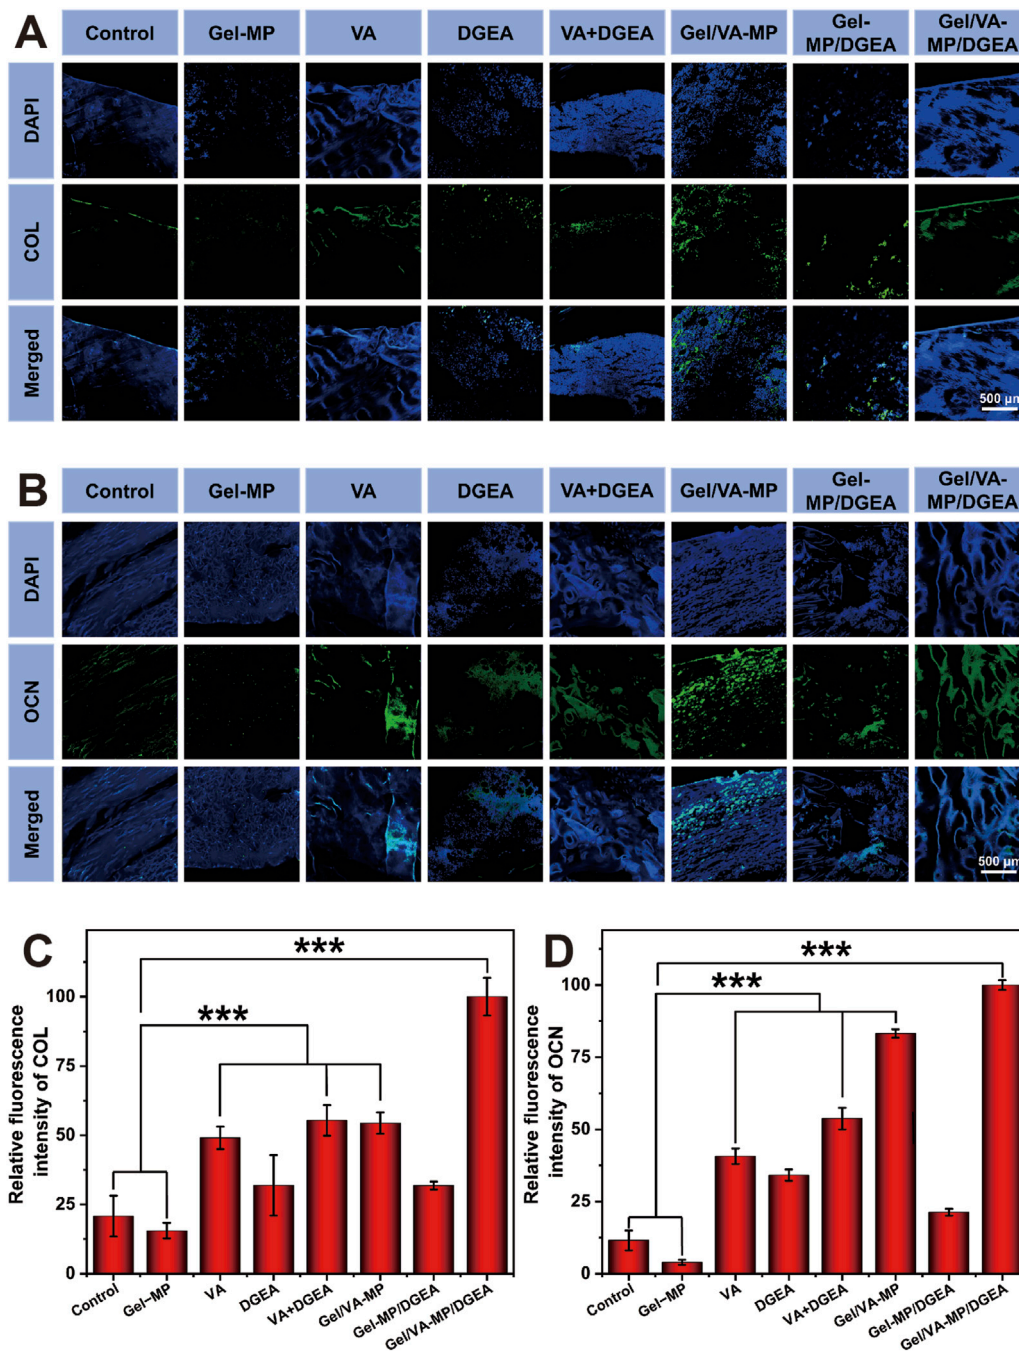 A
Control Gel-MP VA DGEA VA+DGEA Gel/VA-MP Gel-MP/DGEA Gel/VA-MP/DGEA
DAPI
COL
Merged
500 μm
B
Control Gel-MP VA DGEA VA+DGEA Gel/VA-MP Gel-MP/DGEA Gel/VA-MP/DGEA
DAPI
OCN
Merged
500 μm
C
Relative fluorescence
intensity of COL
100
75
50
25
0
***
***
Control Gel-MP VA DGEA VA+DGEA Gel/VA-MP Gel-MP/DGEA Gel/VA-MP/DGEA
D
Relative fluorescence
intensity of OCN
100
75
50
25
0
***
***
Control Gel-MP VA DGEA VA+DGEA Gel/VA-MP Gel-MP/DGEA Gel/VA-MP/DGEA